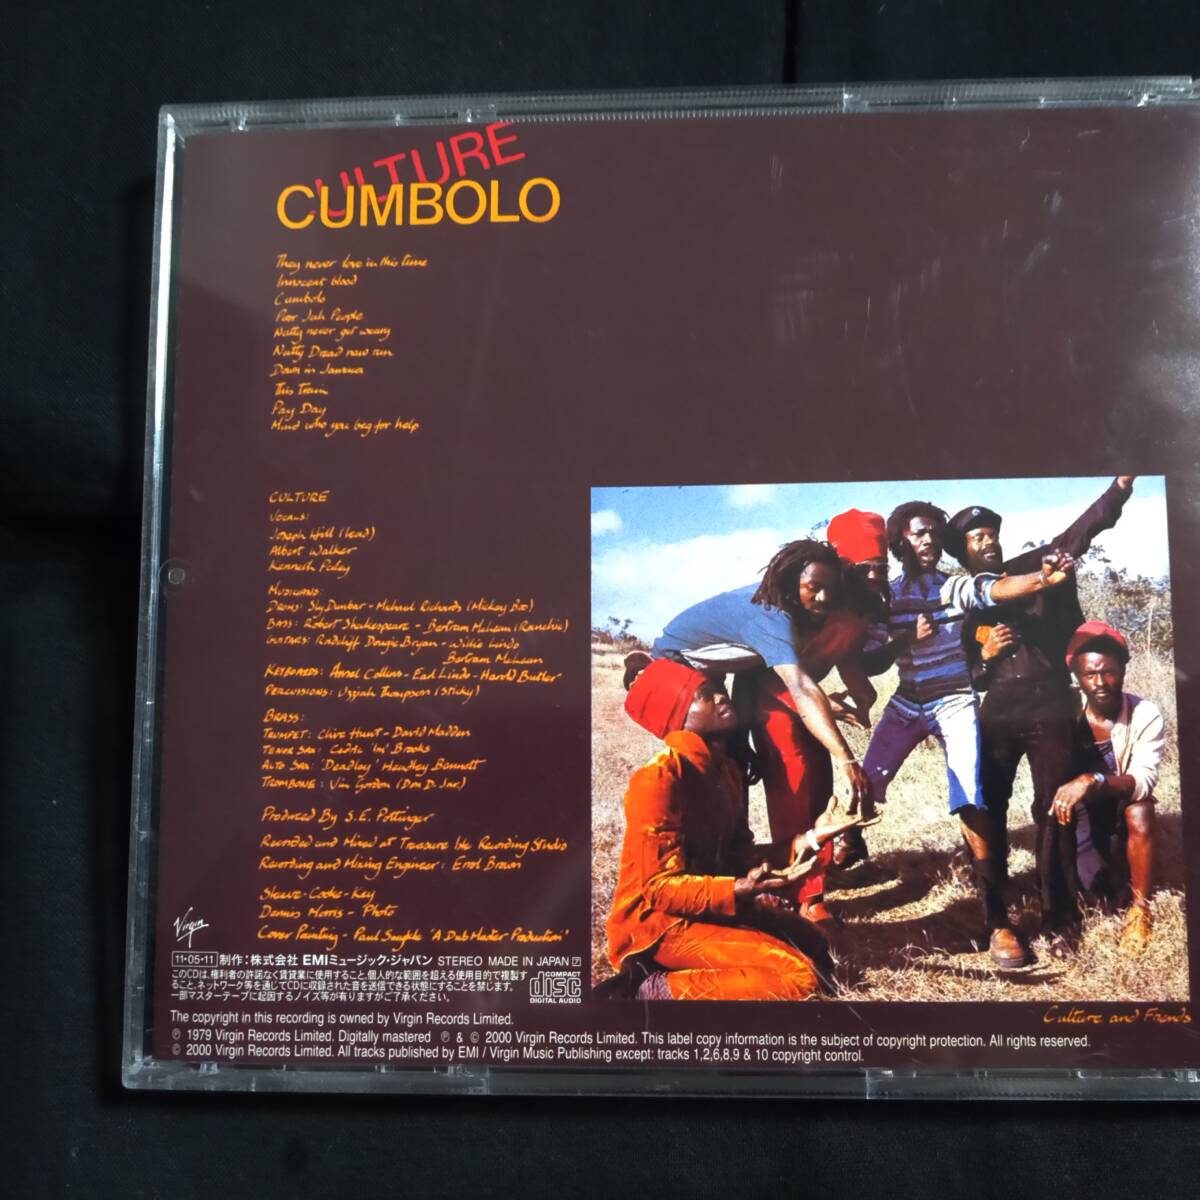 CULTURE
CUMBOLO
They never love in this time
Innocent blood
Cumbolo
Poor Jah People
Natty never get weary
Natty Dread naw run
Down in Jamaica
This train
Pay Day
Mind who you beg for help
CULTURE
VOCALS:
Joseph Hill (lead)
Albert Walker
Kenneth Paley
MUSICIANS:
DRUMS: Sly Dunbar - Michael Richards (Mickey Boo)
BASS: Robert Shakespeare - Bertram McLean (Ranchie)
GUITARS: Radcliff Dougie Bryan - Willie Lindo
Bertram McLean
KEYBOARDS: Ansel Collins - Earl Lindo - Harold Butler
PERCUSSIONS: Uzziah Thompson (Sticky)
BRASS:
TRUMPET: Clive Hunt - David Madden
TENOR SAX: Cedric 'Im' Brooks
ALTO SAX: 'Deadley' Headley Bennett
TROMBONE: Vin Gordon (Don D. Jnr.)
Produced By S.E. Pottinger
Recorded and Mixed at Treasure Isle Recording Studio
Recording and Mixing Engineer: Errol Brown
Sleeve - Cooke - Key
Dennis Morris - Photo
Cover Painting - Paul Smykle 'A Dub Master Production'
Virgin
11・05・11 制作：株式会社 EMIミュージック・ジャパン STEREO MADE IN JAPAN
このCDは、権利者の許諾なく賃貸業に使用すること、個人的な範囲を超える使用目的で複製す
ること、ネットワーク等を通じてCDに収録された音を送信できる状態にすることを禁じます。
一部マスターテープに起因するノイズ等が有りますがご了承ください。
COMPACT
disc
DIGITAL AUDIO
Culture and Friends
The copyright in this recording is owned by Virgin Records Limited.
℗ 1979 Virgin Records Limited. Digitally mastered ℗ & © 2000 Virgin Records Limited. This label copy information is the subject of copyright protection. All rights reserved.
© 2000 Virgin Records Limited. All tracks published by EMI / Virgin Music Publishing except: tracks 1,2,6,8,9 & 10 copyright control.